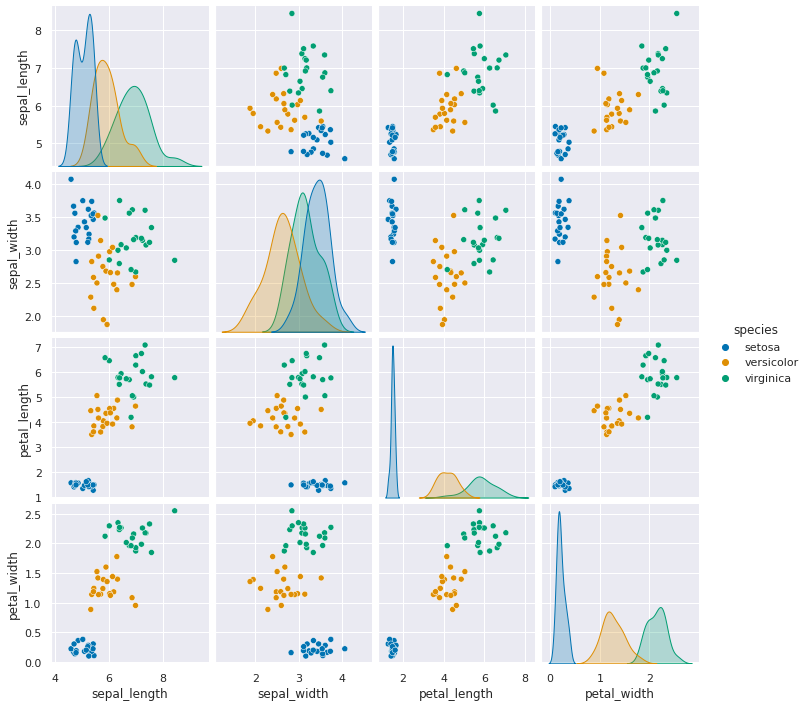 sepal_length
8
7
6
5
sepal_width
4.0
3.5
3.0
2.5
2.0
species
setosa
versicolor
virginica
petal_length
7
6
5
4
3
2
1
petal_width
2.5
2.0
1.5
1.0
0.5
0.0
4 6 8 2 3 4 2 4 6 8 0 1 2
sepal_length sepal_width petal_length petal_width